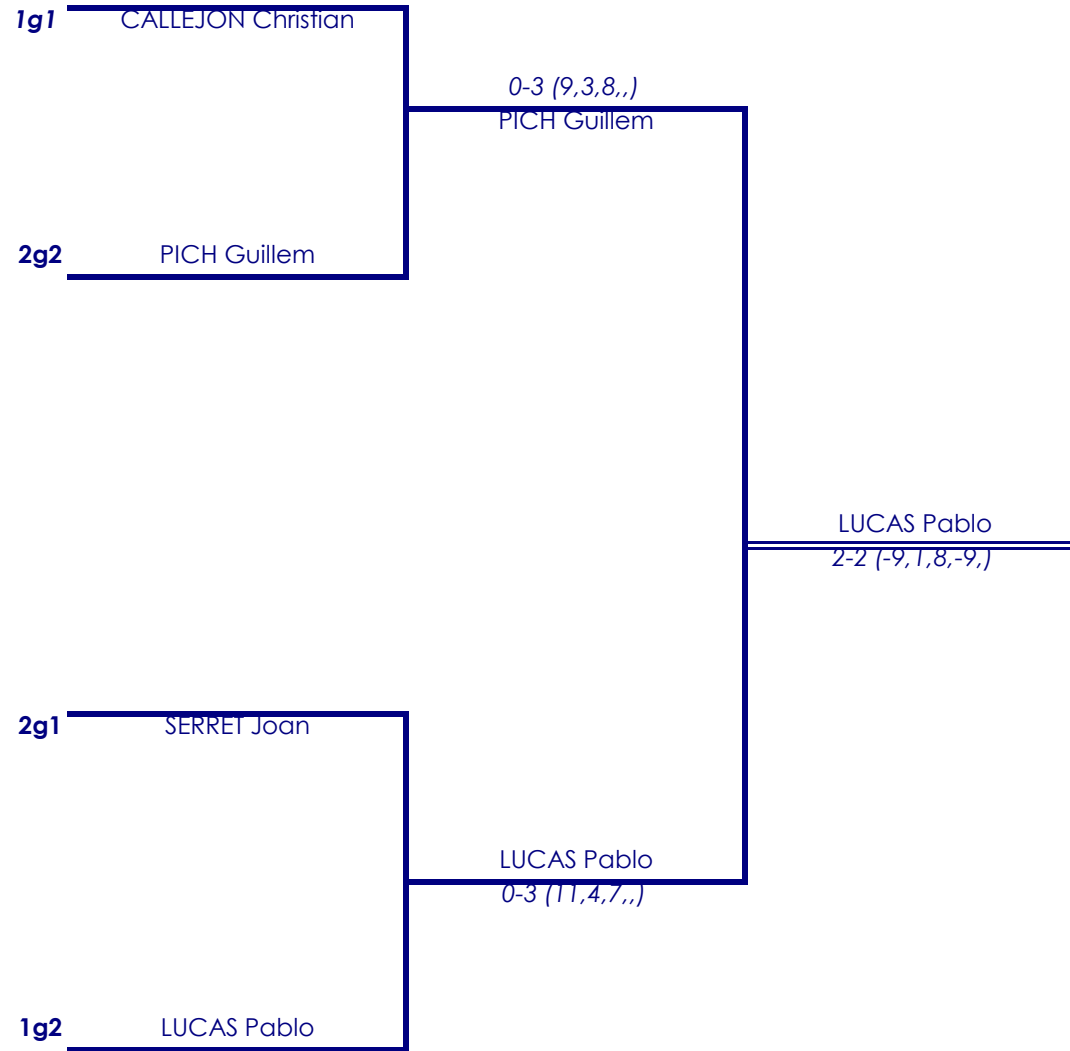 1g1 CALLEJON Christian
0-3 (9,3,8,,)
PICH Guillem
2g2 PICH Guillem
LUCAS Pablo
2-2 (-9,1,8,-9,)
2g1 SERRET Joan
LUCAS Pablo
0-3 (11,4,7,,)
1g2 LUCAS Pablo